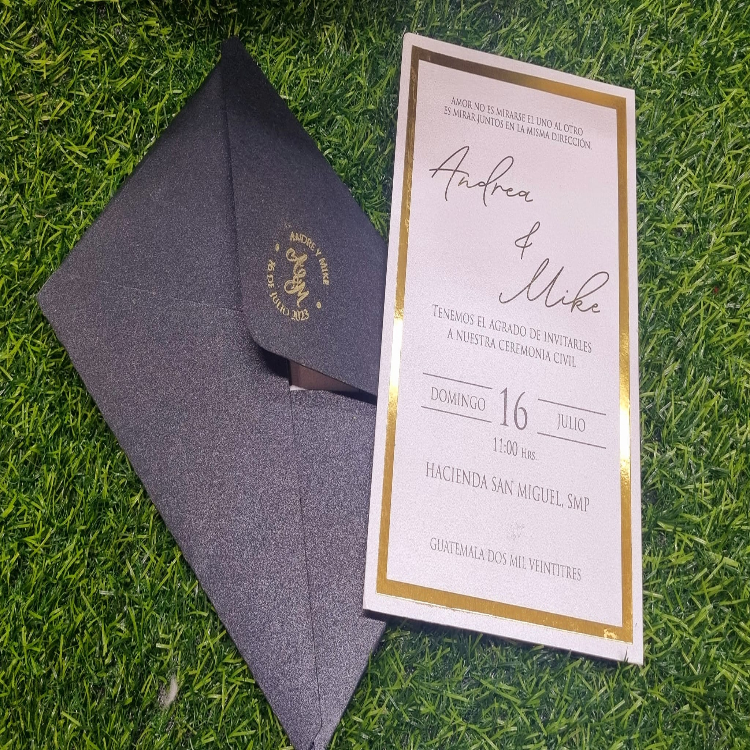 ANDRE Y MIKE
A&M
16 DE JULIO 2023
AMOR NO ES MIRARSE EL UNO AL OTRO
ES MIRAR JUNTOS EN LA MISMA DIRECCIÓN.
Andrea
&
Mike
TENEMOS EL AGRADO DE INVITARLES
A NUESTRA CEREMONIA CIVIL
DOMINGO 16 JULIO
11:00 HRS.
HACIENDA SAN MIGUEL, SMP
GUATEMALA DOS MIL VEINTITRES